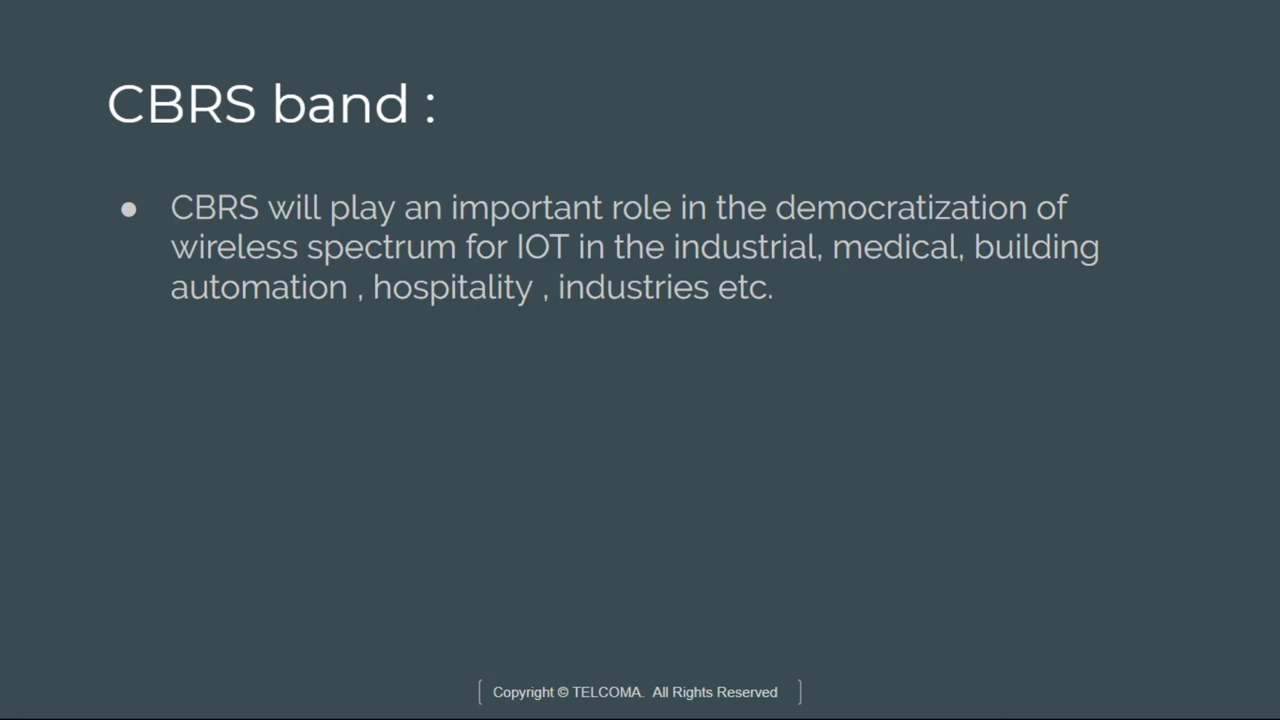 CBRS band :
● CBRS will play an important role in the democratization of
wireless spectrum for IOT in the industrial, medical, building
automation , hospitality , industries etc.
[ Copyright © TELCOMA. All Rights Reserved ]